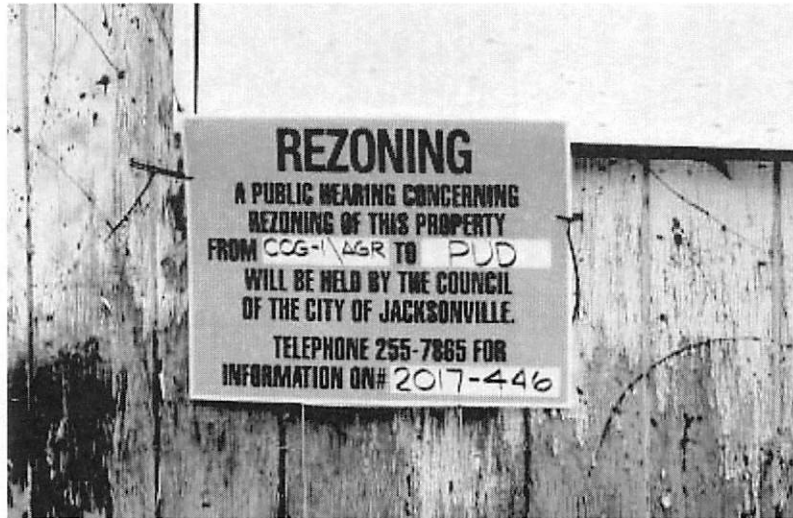 REZONING
A PUBLIC HEARING CONCERNING
REZONING OF THIS PROPERTY
FROM CCG-1\AGR TO PUD
WILL BE HELD BY THE COUNCIL
OF THE CITY OF JACKSONVILLE.
TELEPHONE 255-7865 FOR
INFORMATION ON# 2017-446